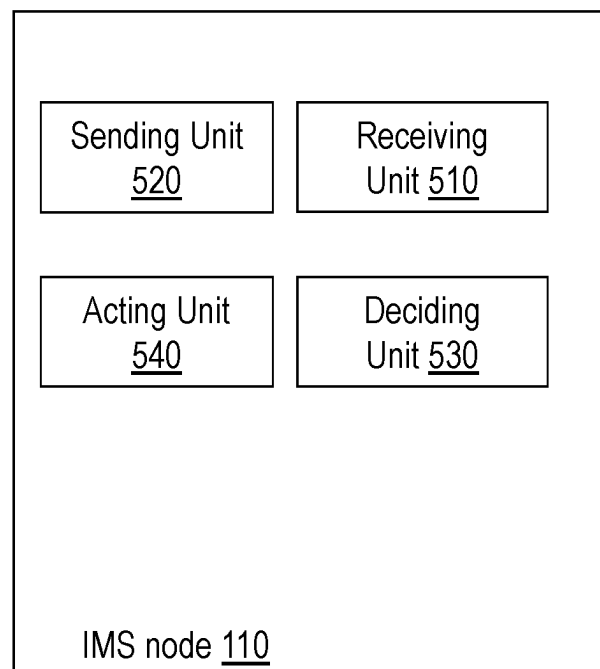 Sending Unit
520
Receiving
Unit 510
Acting Unit
540
Deciding
Unit 530
IMS node 110